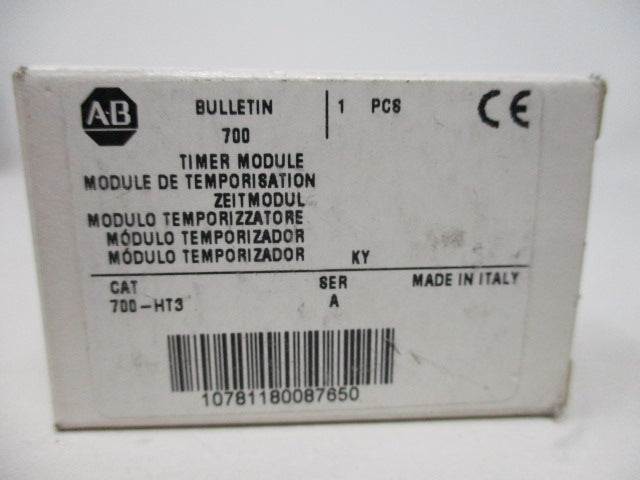 A-B BULLETIN 1 PCS CE
700
TIMER MODULE
MODULE DE TEMPORISATION
ZEITMODUL
MODULO TEMPORIZZATORE
MÓDULO TEMPORIZADOR
MÓDULO TEMPORIZADOR KY
CAT SER MADE IN ITALY
700-HT3 A
10781180087650